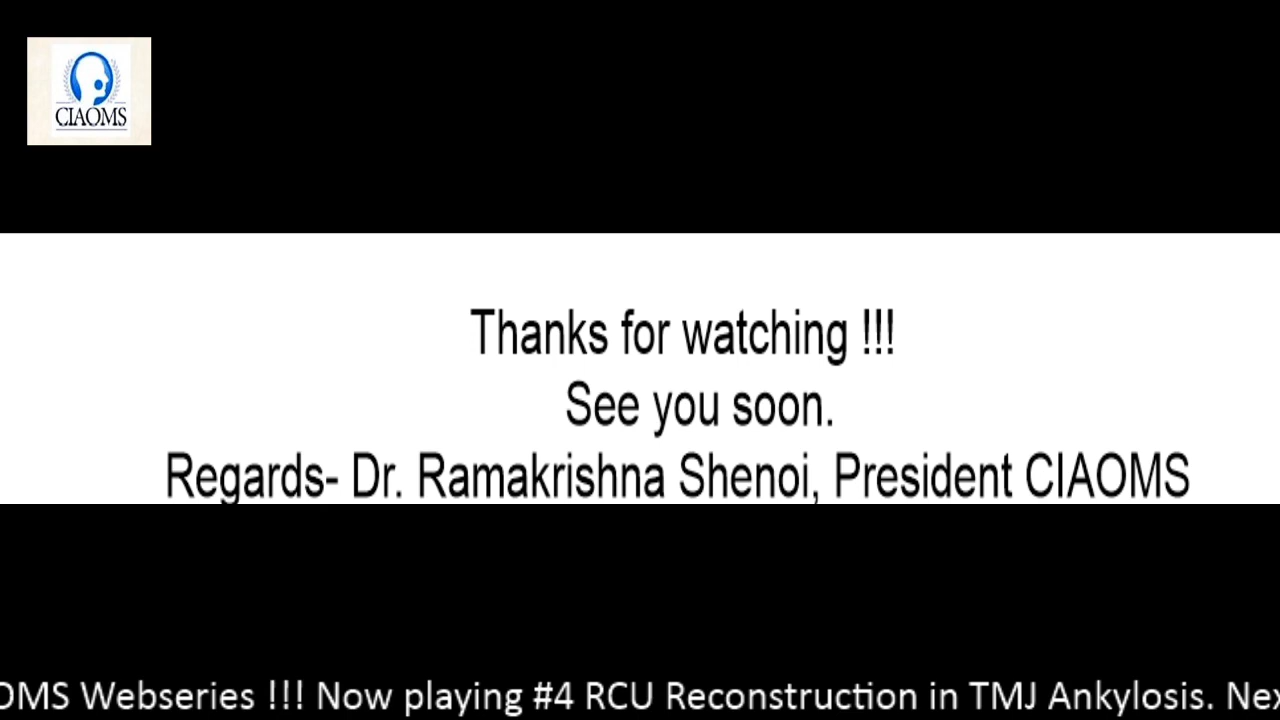 CIAOMS
Thanks for watching !!!
See you soon.
Regards- Dr. Ramakrishna Shenoi, President CIAOMS
OMS Webseries !!! Now playing #4 RCU Reconstruction in TMJ Ankylosis. Nex